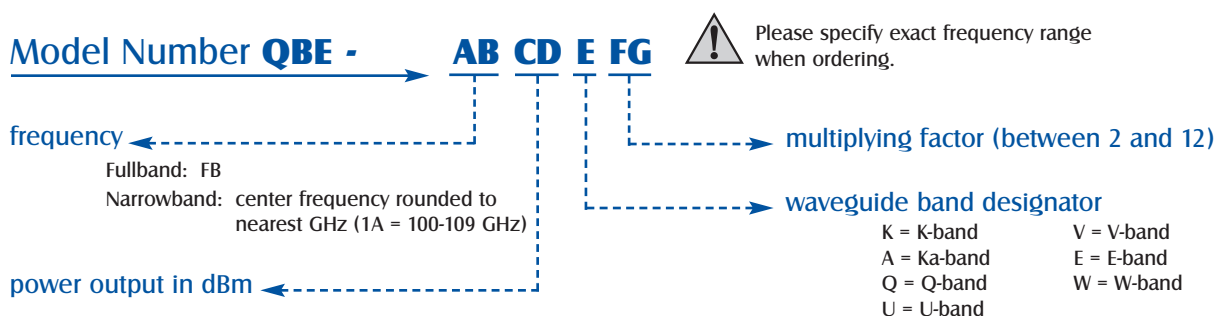 Model Number QBE - AB CD E FG
Please specify exact frequency range
when ordering.
frequency
Fullband: FB
Narrowband: center frequency rounded to
nearest GHz (1A = 100-109 GHz)
power output in dBm
multiplying factor (between 2 and 12)
waveguide band designator
K = K-band
A = Ka-band
Q = Q-band
U = U-band
V = V-band
E = E-band
W = W-band